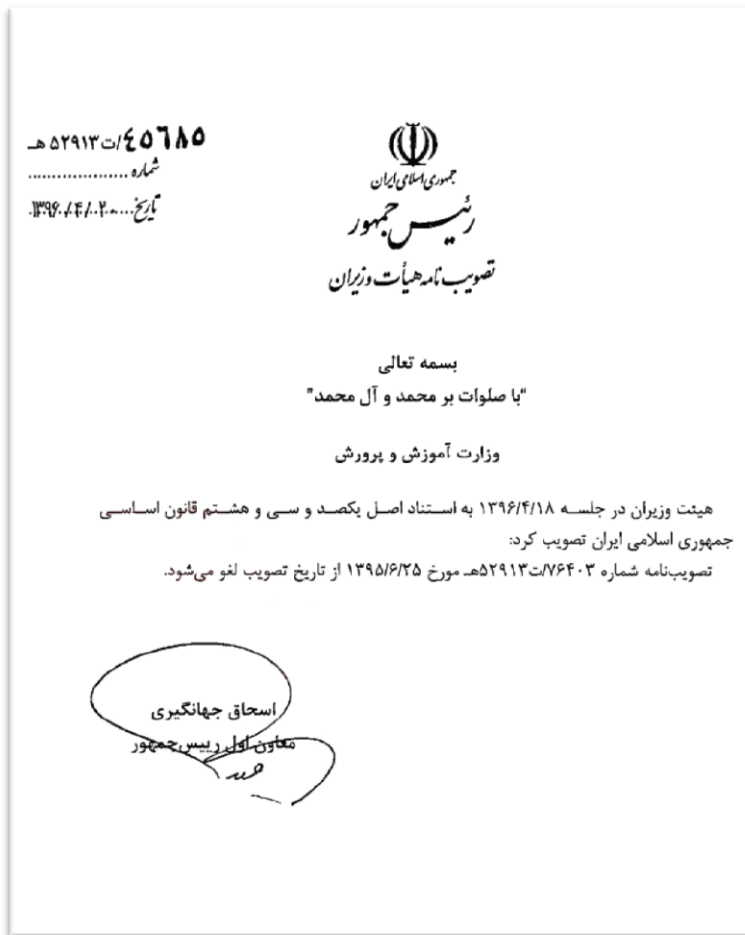 ۴۵۶۸۵/ت۵۲۹۱۳هـ
شماره ...................
تاریخ ....۱۳۹۶/۴/۲۰
جمهوری اسلامی ایران
رئیس جمهور
تصویب نامه هیأت وزیران
بسمه تعالی
"با صلوات بر محمد و آل محمد"
وزارت آموزش و پرورش
هیئت وزیران در جلسه ۱۳۹۶/۴/۱۸ به استناد اصل یکصد و سی و هشتم قانون اساسی
جمهوری اسلامی ایران تصویب کرد:
تصویب‌نامه شماره ۷۶۴۰۳/ت۵۲۹۱۳هـ مورخ ۱۳۹۵/۶/۲۵ از تاریخ تصویب لغو می‌شود.
اسحاق جهانگیری
معاون اول رییس‌جمهور